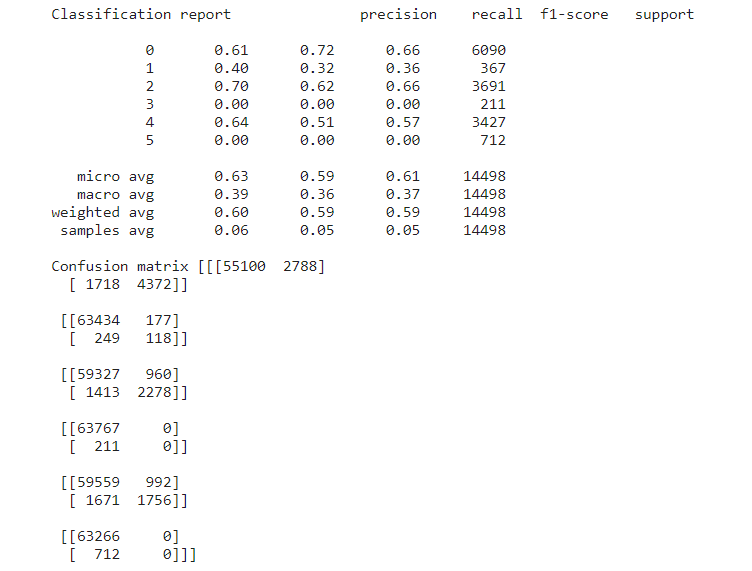 Classification report precision recall f1-score support
0 0.61 0.72 0.66 6090
1 0.40 0.32 0.36 367
2 0.70 0.62 0.66 3691
3 0.00 0.00 0.00 211
4 0.64 0.51 0.57 3427
5 0.00 0.00 0.00 712
micro avg 0.63 0.59 0.61 14498
macro avg 0.39 0.36 0.37 14498
weighted avg 0.60 0.59 0.59 14498
samples avg 0.06 0.05 0.05 14498
Confusion matrix [[[55100 2788]
[ 1718 4372]]
[[63434 177]
[ 249 118]]
[[59327 960]
[ 1413 2278]]
[[63767 0]
[ 211 0]]
[[59559 992]
[ 1671 1756]]
[[63266 0]
[ 712 0]]]